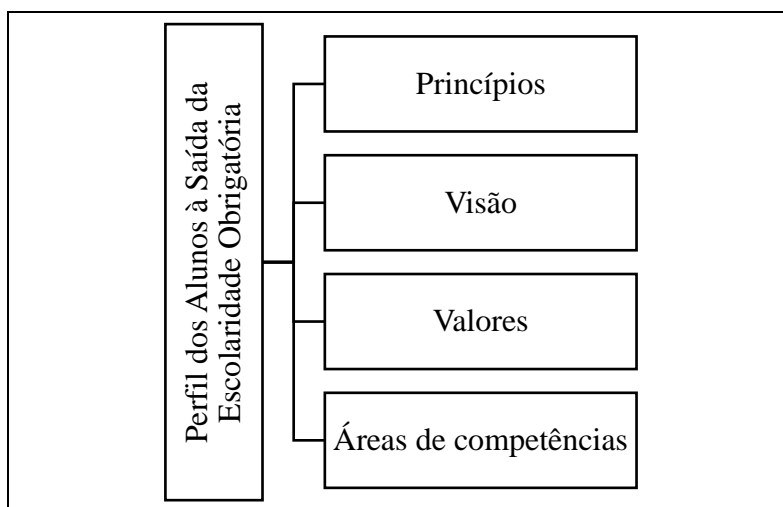 Perfil dos Alunos à Saída da
Escolaridade Obrigatória
Princípios
Visão
Valores
Áreas de competências